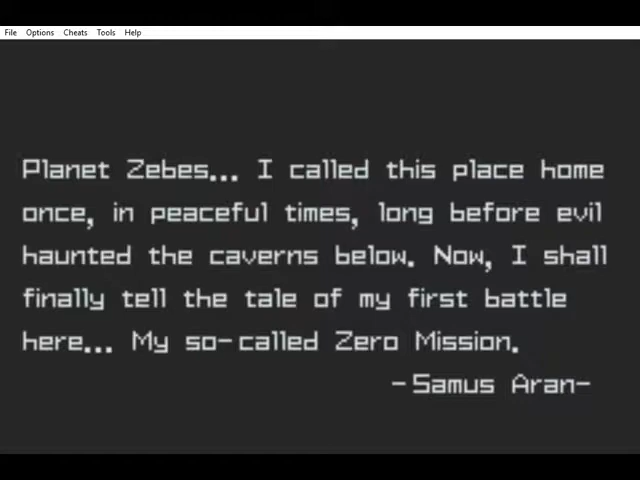 File Options Cheats Tools Help
Planet Zebes... I called this place home
once, in peaceful times, long before evil
haunted the caverns below. Now, I shall
finally tell the tale of my first battle
here... My so-called Zero Mission.
-Samus Aran-